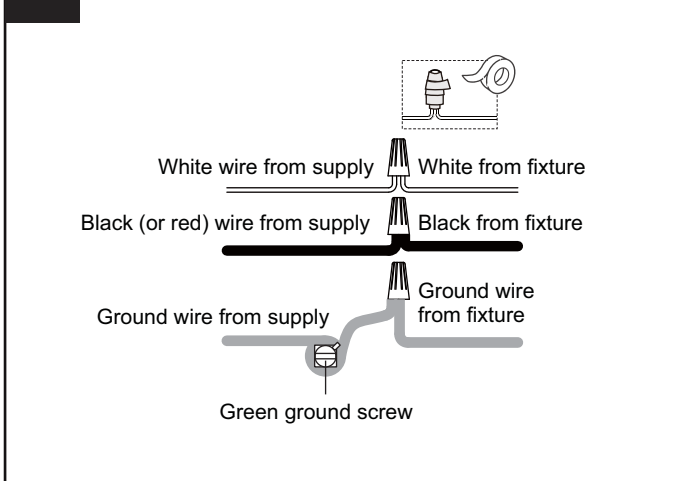 White wire from supply
White from fixture
Black (or red) wire from supply
Black from fixture
Ground wire
from fixture
Ground wire from supply
Green ground screw